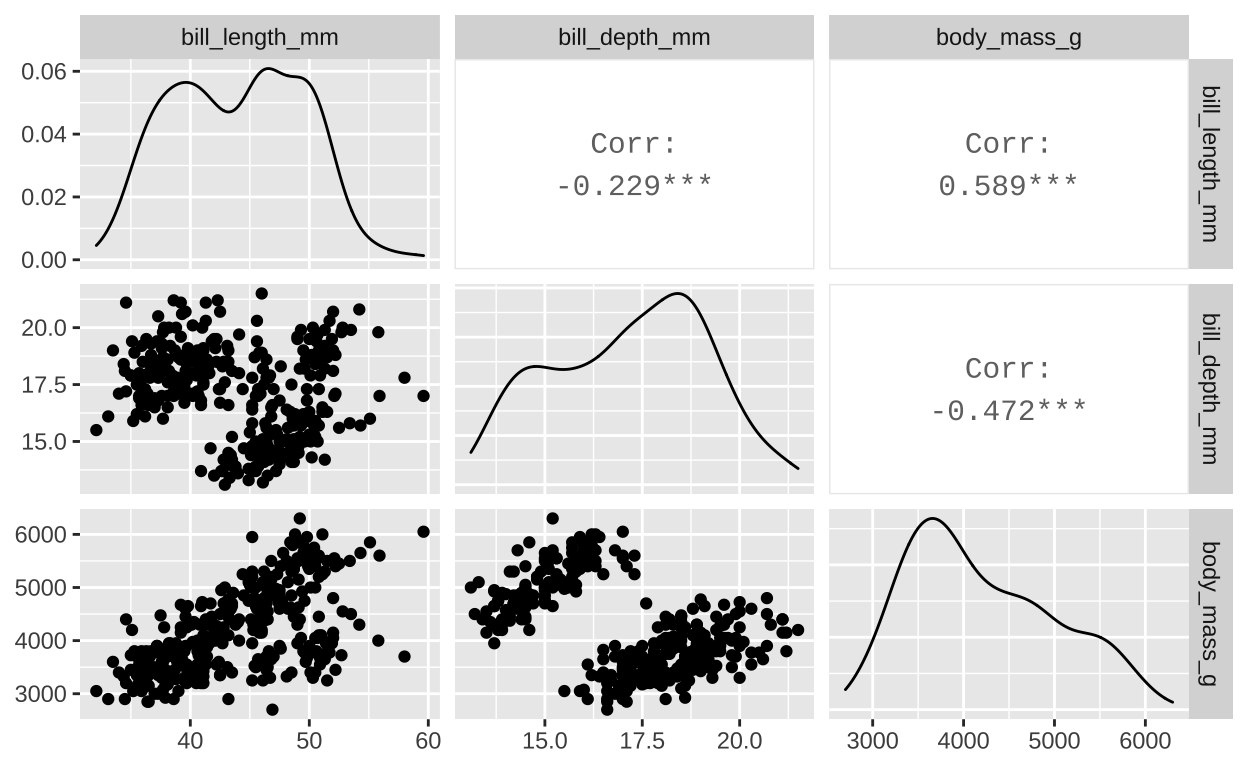 bill_length_mm bill_depth_mm body_mass_g
0.06
0.04
0.02
0.00
Corr:
-0.229***
Corr:
0.589***
bill_length_mm
20.0
17.5
15.0
Corr:
-0.472***
bill_depth_mm
6000
5000
4000
3000
body_mass_g
40 50 60
15.0 17.5 20.0
3000 4000 5000 6000